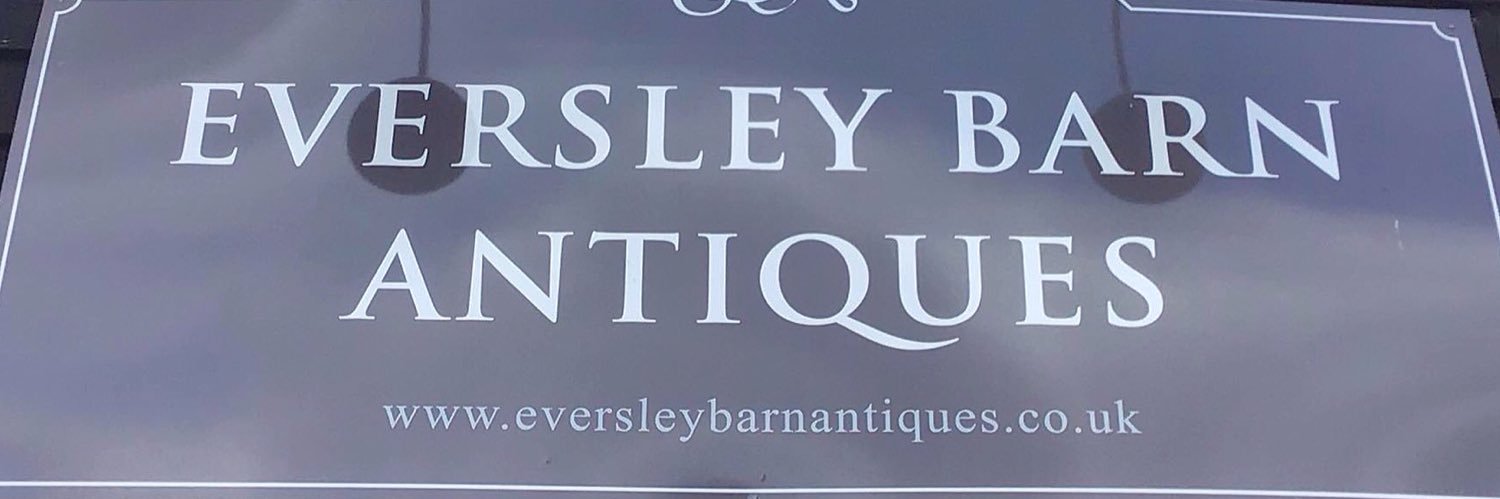 EVERSLEY BARN
ANTIQUES
www.eversleybarnantiques.co.uk